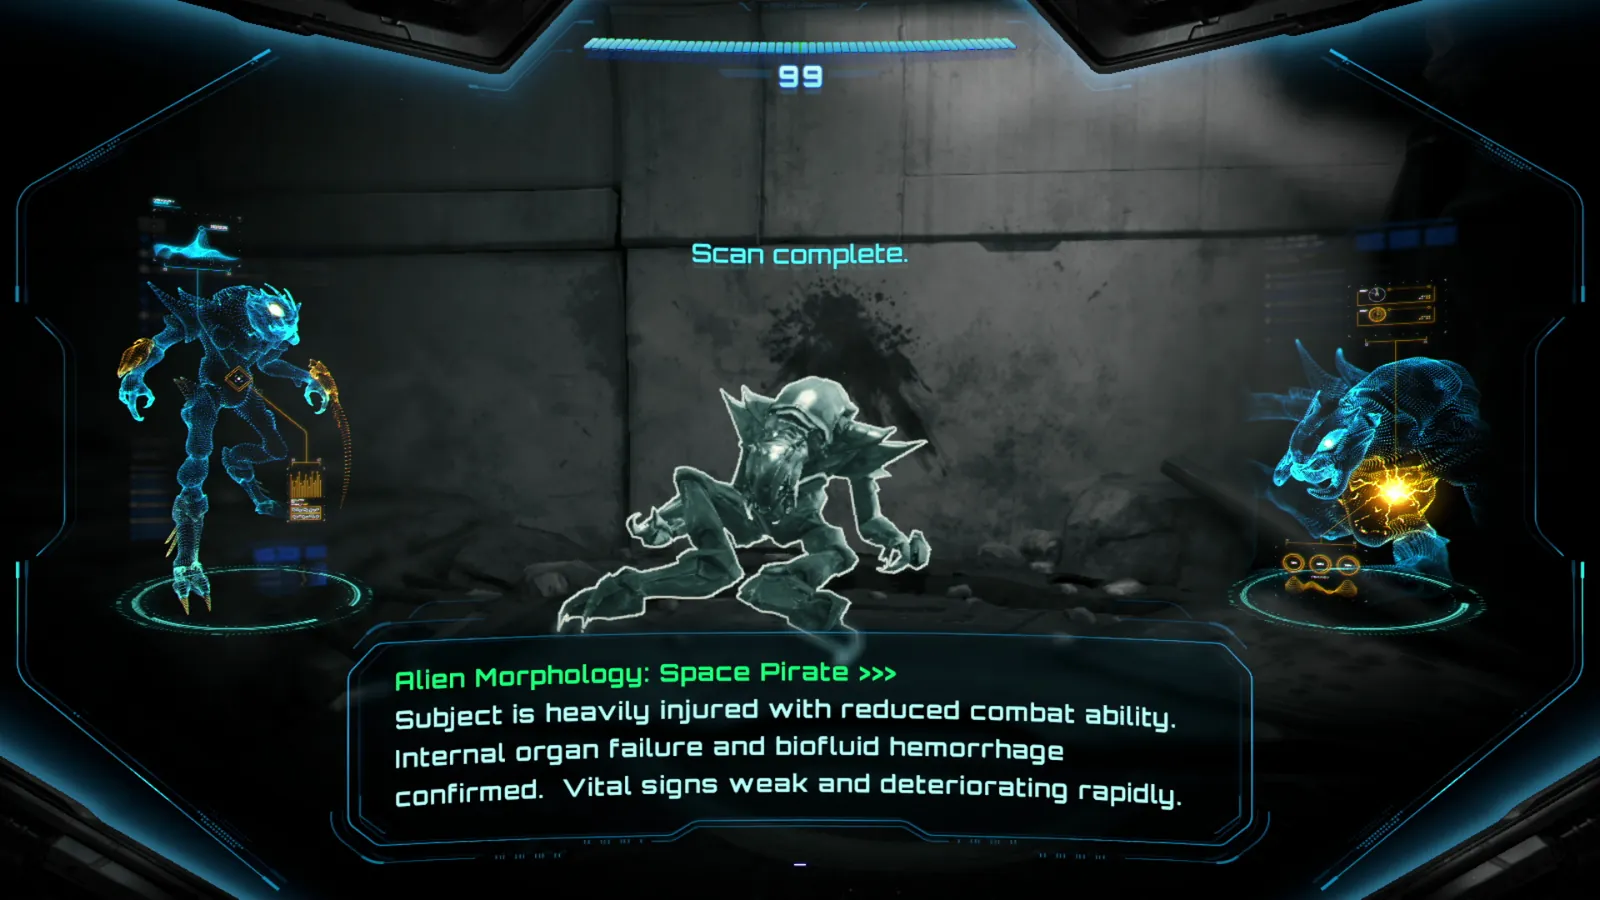 99
Scan complete.
Alien Morphology: Space Pirate >>>
Subject is heavily injured with reduced combat ability.
Internal organ failure and biofluid hemorrhage
confirmed. Vital signs weak and deteriorating rapidly.